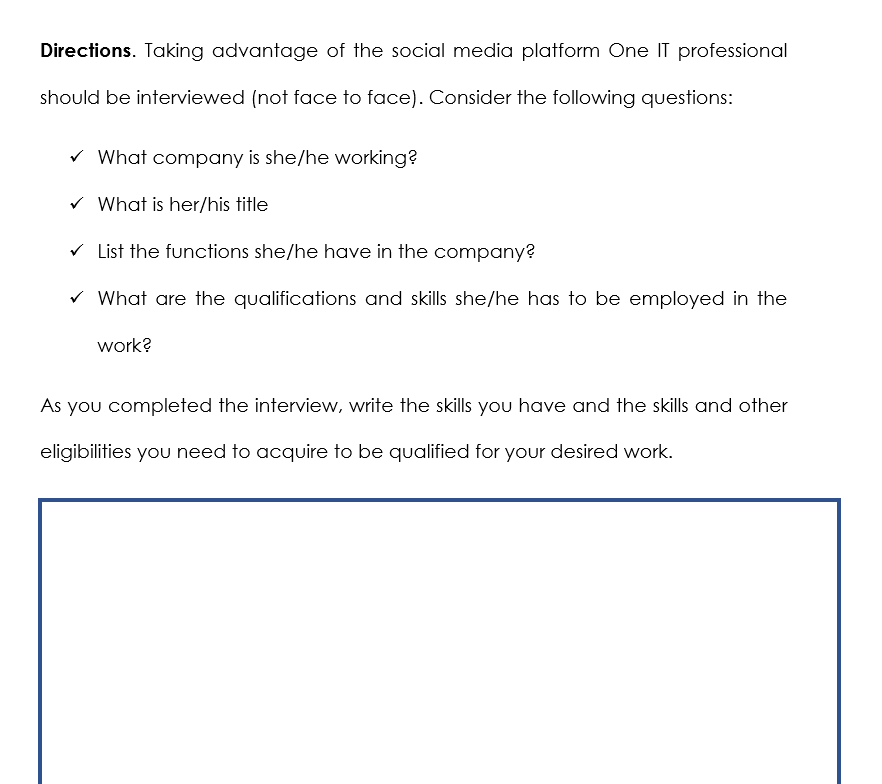 Directions. Taking advantage of the social media platform One IT professional
should be interviewed (not face to face). Consider the following questions:
✓ What company is she/he working?
✓ What is her/his title
✓ List the functions she/he have in the company?
✓ What are the qualifications and skills she/he has to be employed in the
work?
As you completed the interview, write the skills you have and the skills and other
eligibilities you need to acquire to be qualified for your desired work.